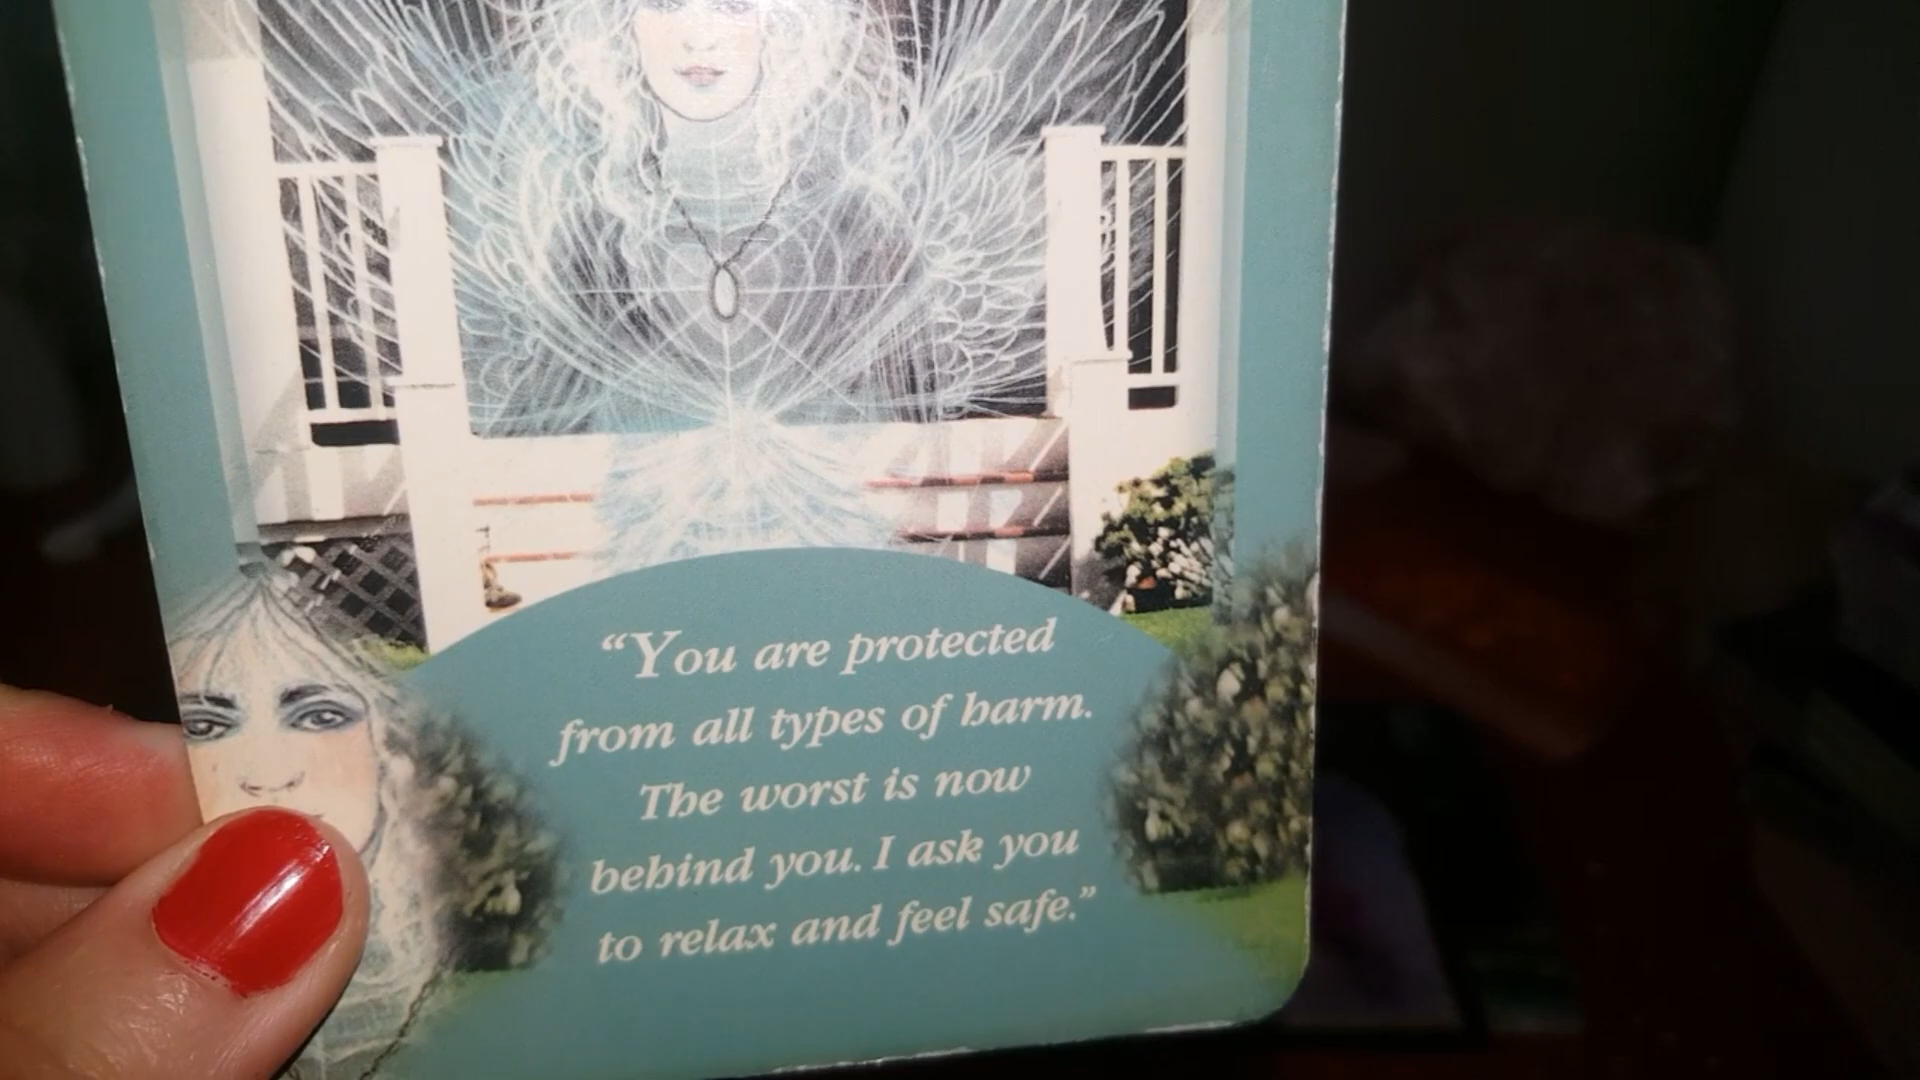 “You are protected
from all types of harm.
The worst is now
behind you. I ask you
to relax and feel safe.”